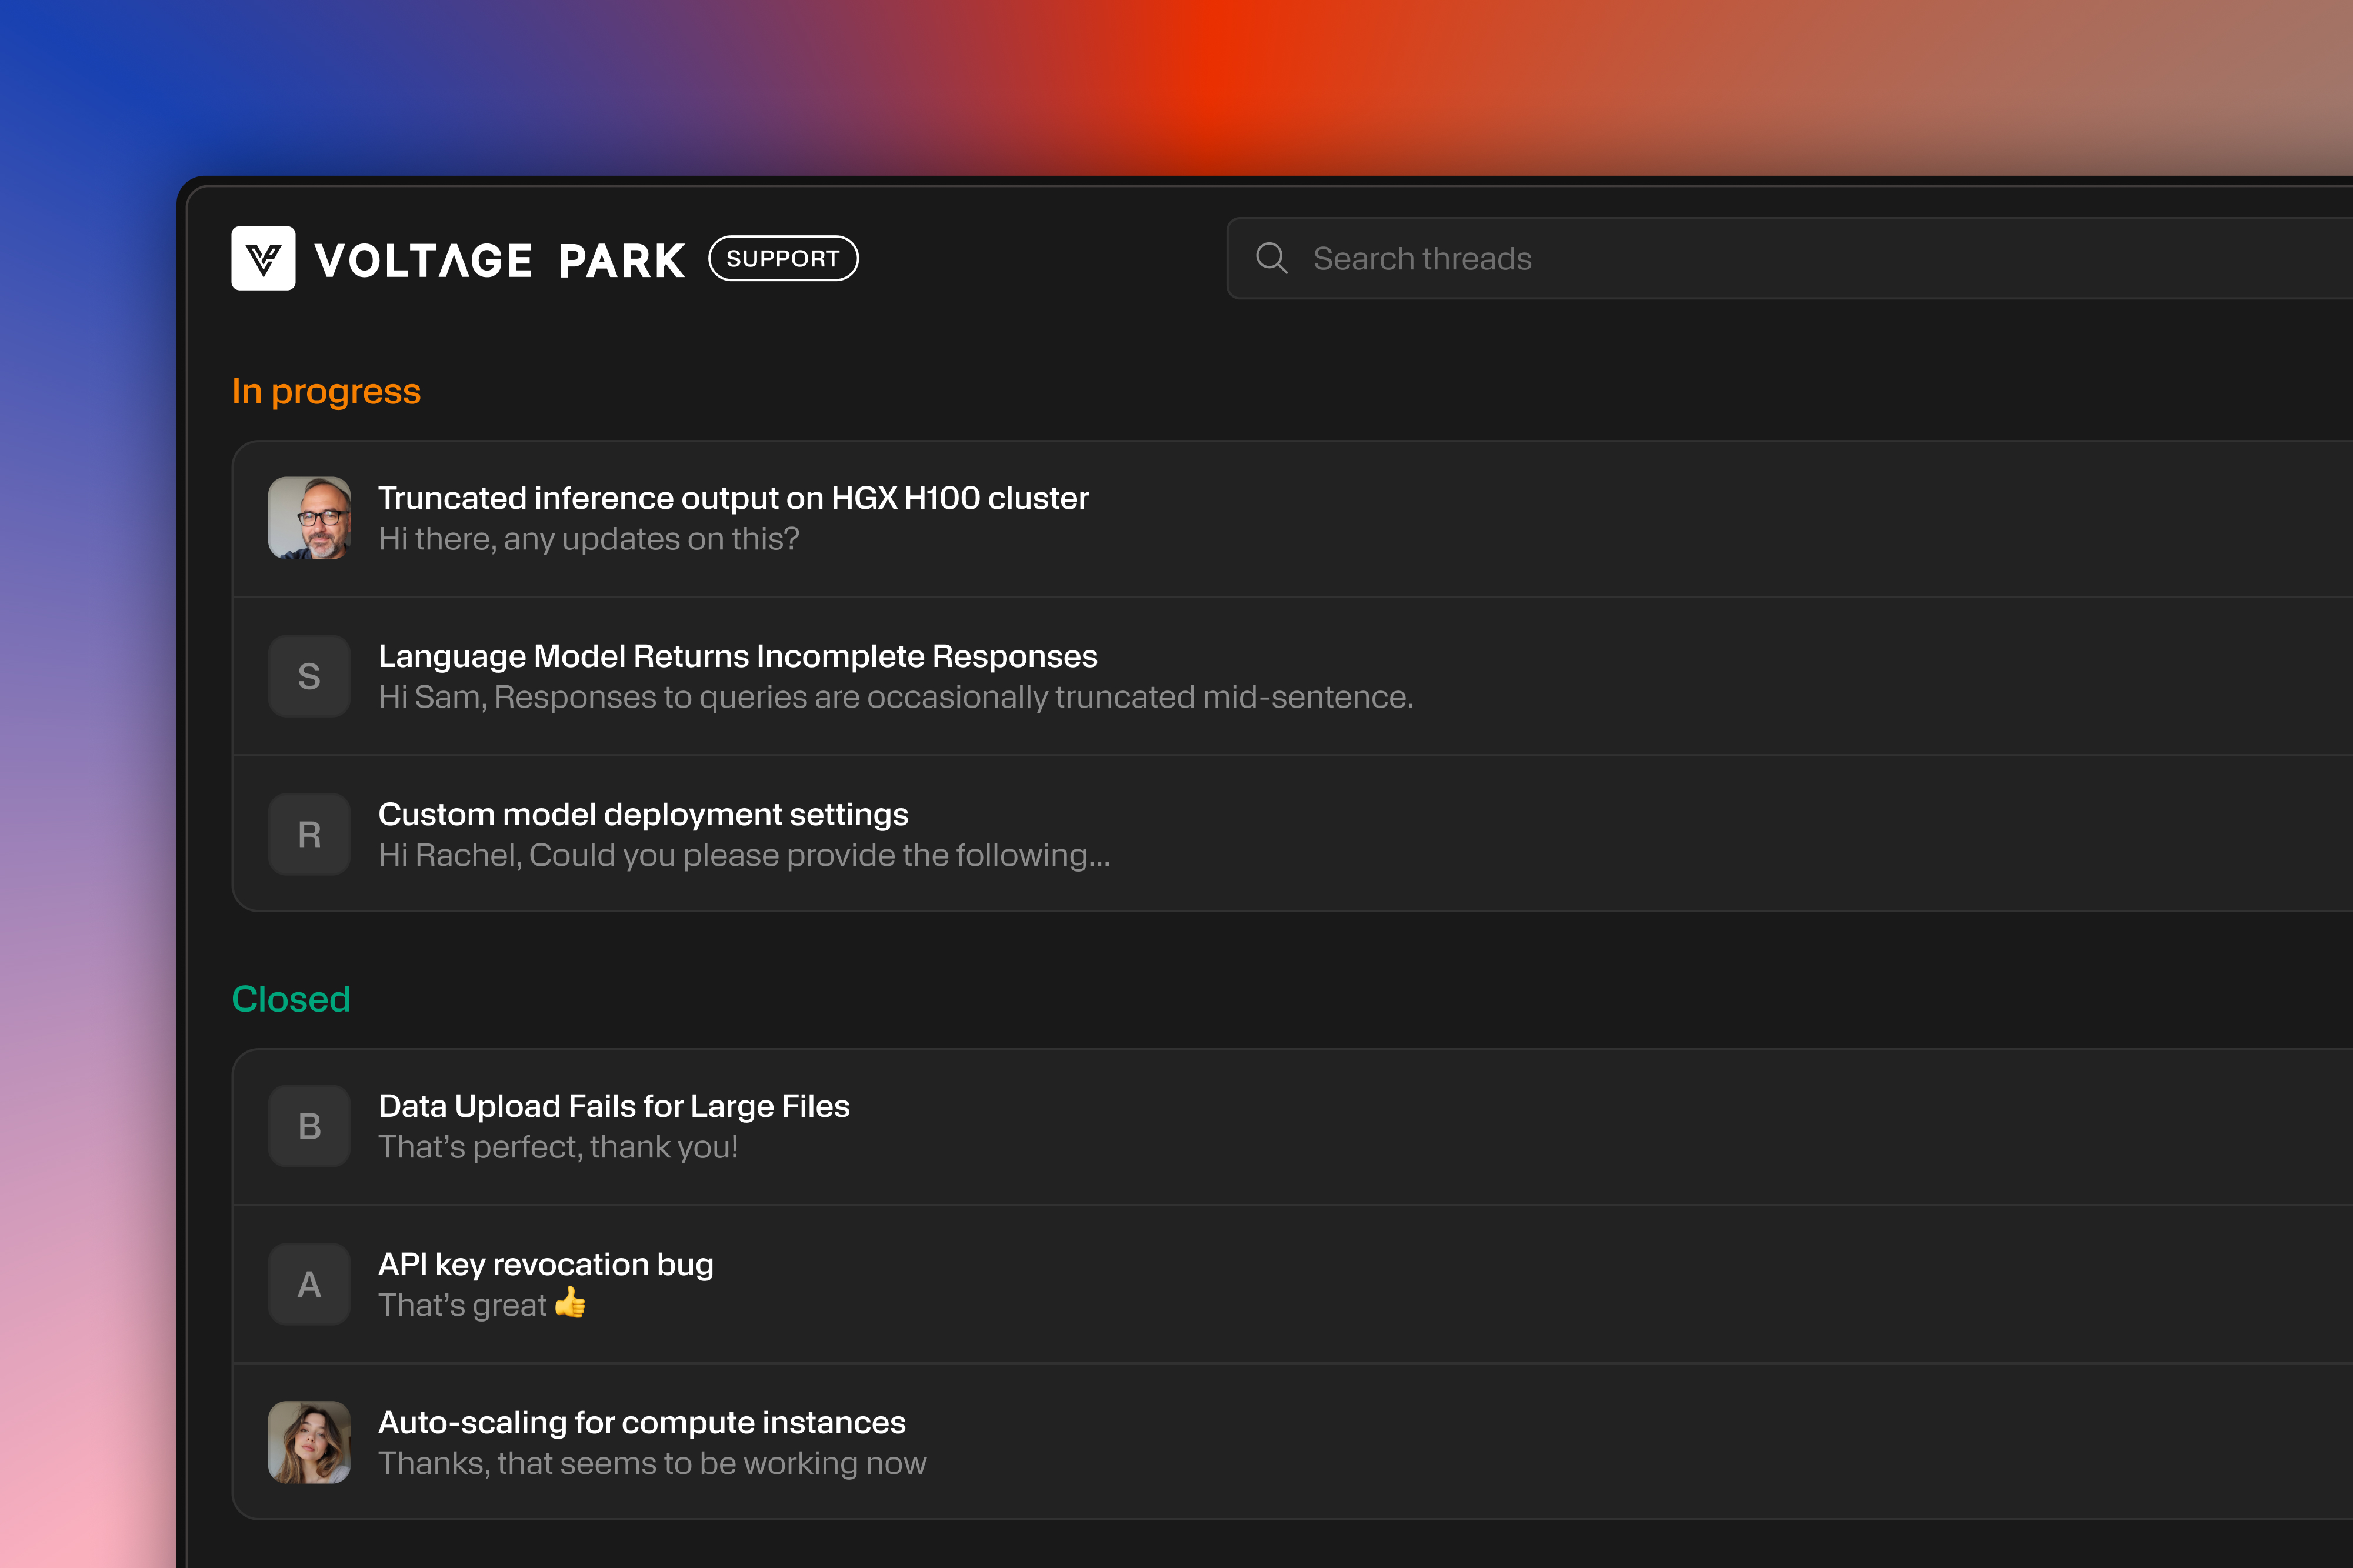 VOLTAGE PARK SUPPORT
Search threads
In progress
Truncated inference output on HGX H100 cluster
Hi there, any updates on this?
S
Language Model Returns Incomplete Responses
Hi Sam, Responses to queries are occasionally truncated mid-sentence.
R
Custom model deployment settings
Hi Rachel, Could you please provide the following...
Closed
B
Data Upload Fails for Large Files
That’s perfect, thank you!
A
API key revocation bug
That’s great 👍
Auto-scaling for compute instances
Thanks, that seems to be working now